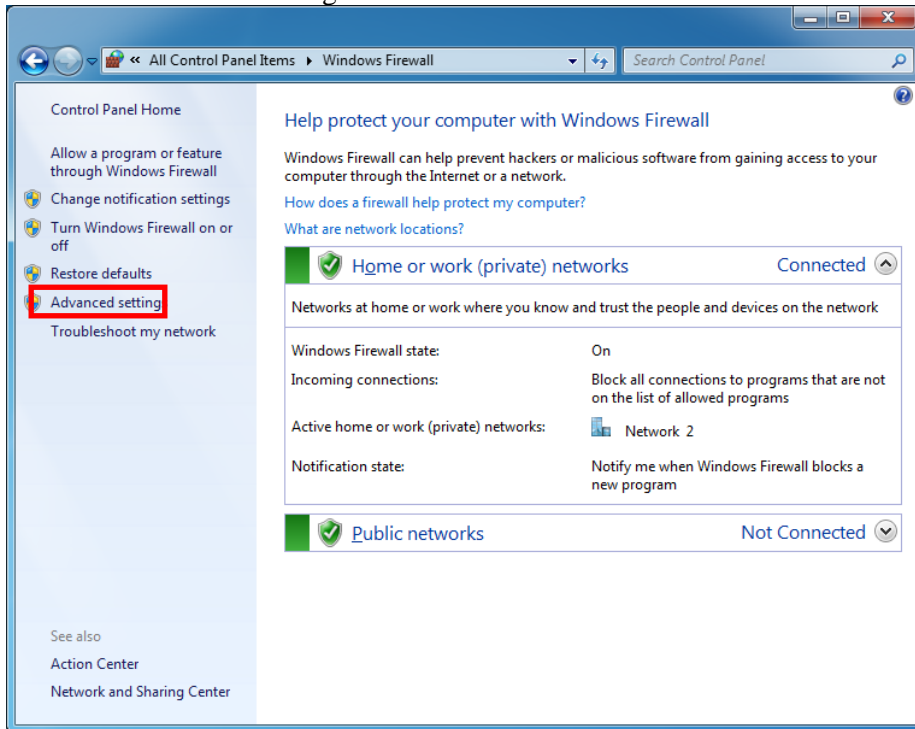 « All Control Panel Items ▸ Windows Firewall
Search Control Panel
Control Panel Home
Allow a program or feature
through Windows Firewall
Change notification settings
Turn Windows Firewall on or
off
Restore defaults
Advanced setting
Troubleshoot my network
See also
Action Center
Network and Sharing Center
Help protect your computer with Windows Firewall
Windows Firewall can help prevent hackers or malicious software from gaining access to your
computer through the Internet or a network.
How does a firewall help protect my computer?
What are network locations?
Home or work (private) networks Connected
Networks at home or work where you know and trust the people and devices on the network
Windows Firewall state: On
Incoming connections: Block all connections to programs that are not
on the list of allowed programs
Active home or work (private) networks: Network 2
Notification state: Notify me when Windows Firewall blocks a
new program
Public networks Not Connected